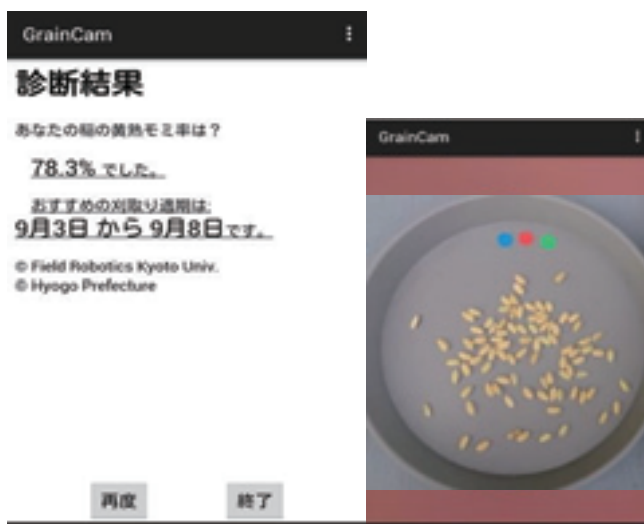 GrainCam
診断結果
あなたの稲の黄熟モミ率は？
78.3% でした。
おすすめの刈取り適期は:
9月3日 から 9月8日です。
© Field Robotics Kyoto Univ.
© Hyogo Prefecture
再度 終了
GrainCam